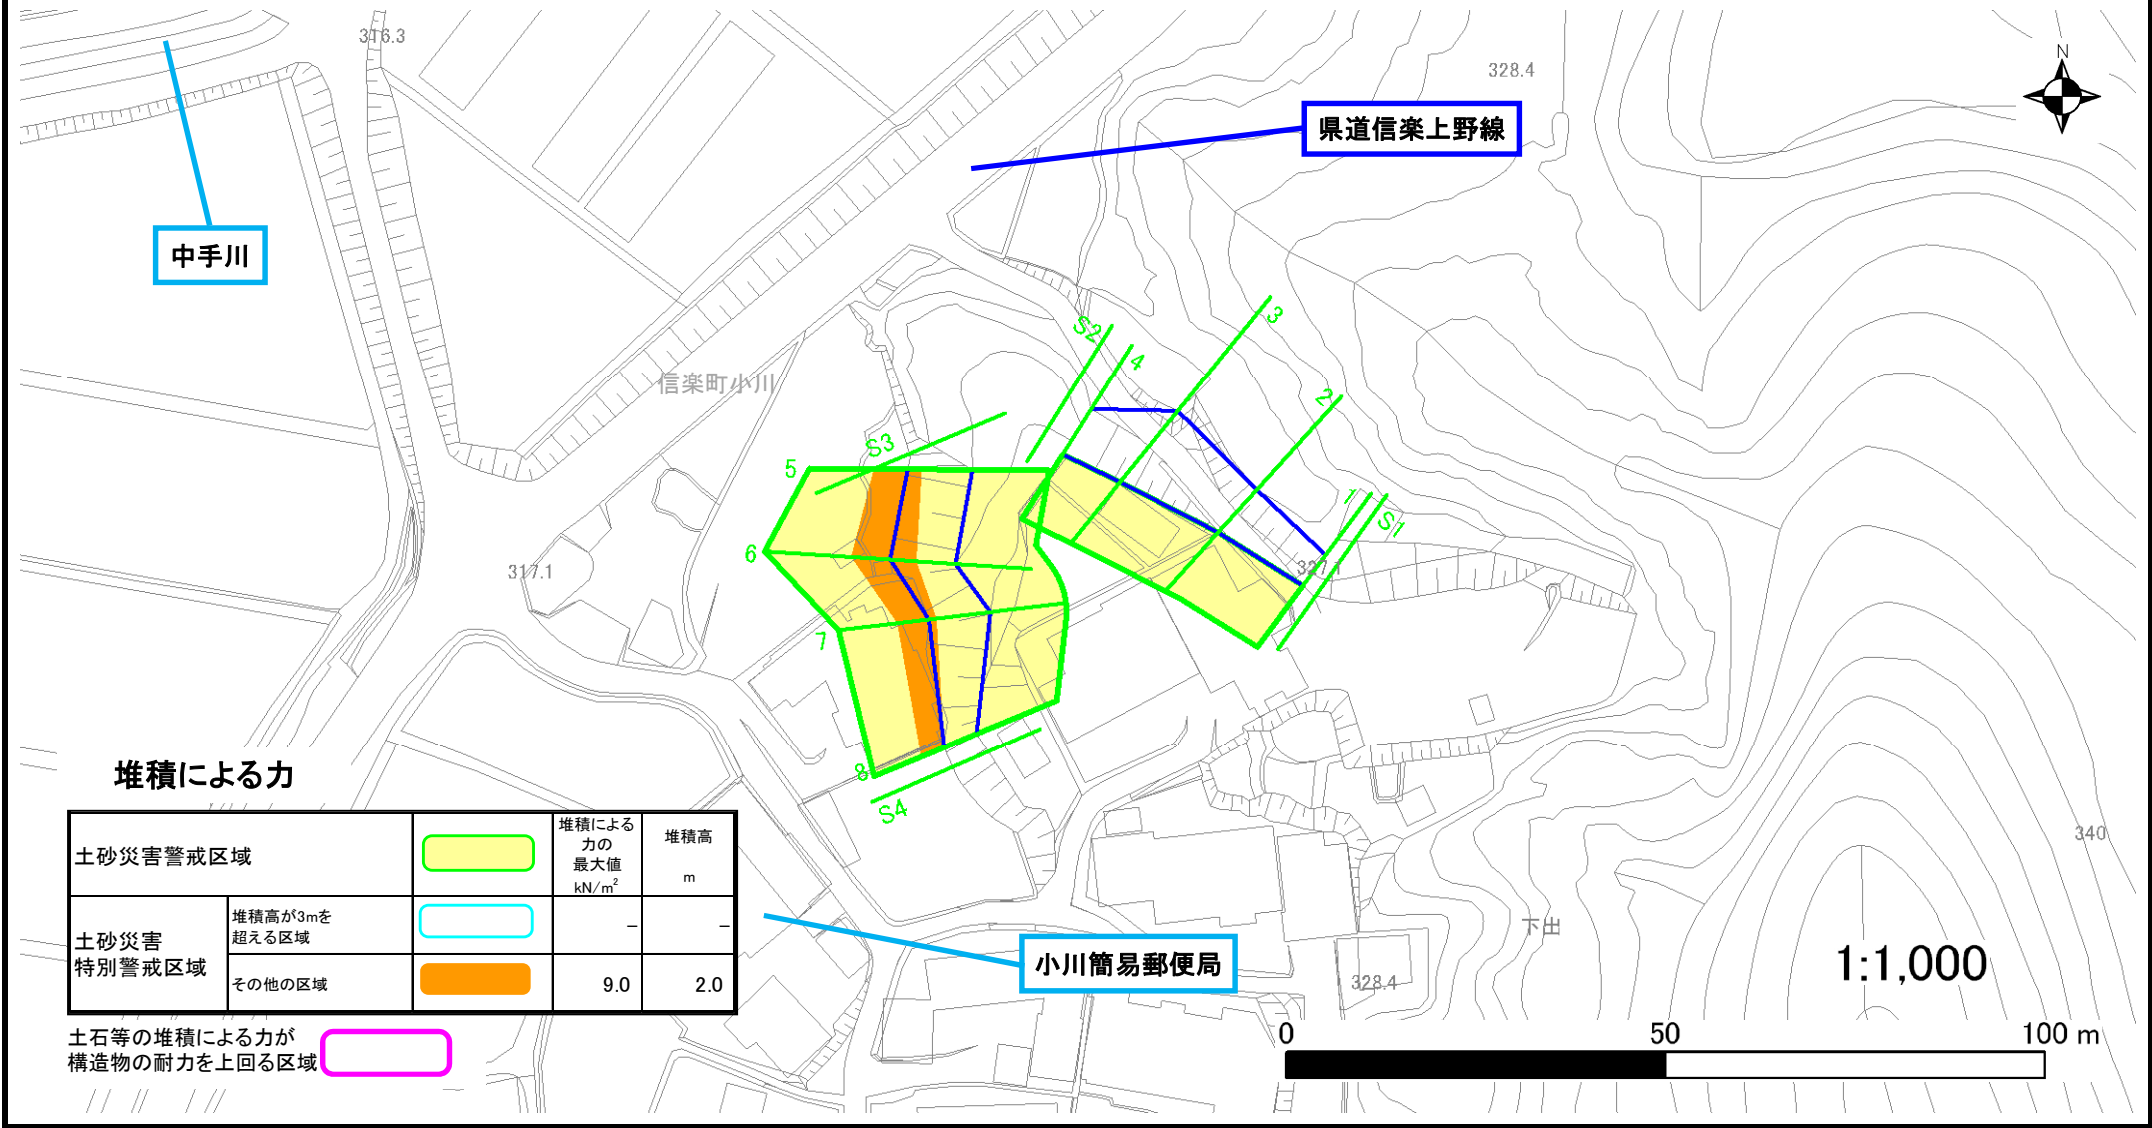 316.3
328.4
N
県道信楽上野線
中手川
3
S2
4
信楽町小川
2
S3
5
1
S1
6
317.1
327.1
7
8
堆積による力
S4
土砂災害警戒区域
堆積による
力の
最大値
kN/m²
堆積高
m
340
土砂災害
特別警戒区域
堆積高が3mを
超える区域
–
–
下出
小川簡易郵便局
1:1,000
その他の区域
9.0
2.0
328.4
土石等の堆積による力が
構造物の耐力を上回る区域
0
50
100 m